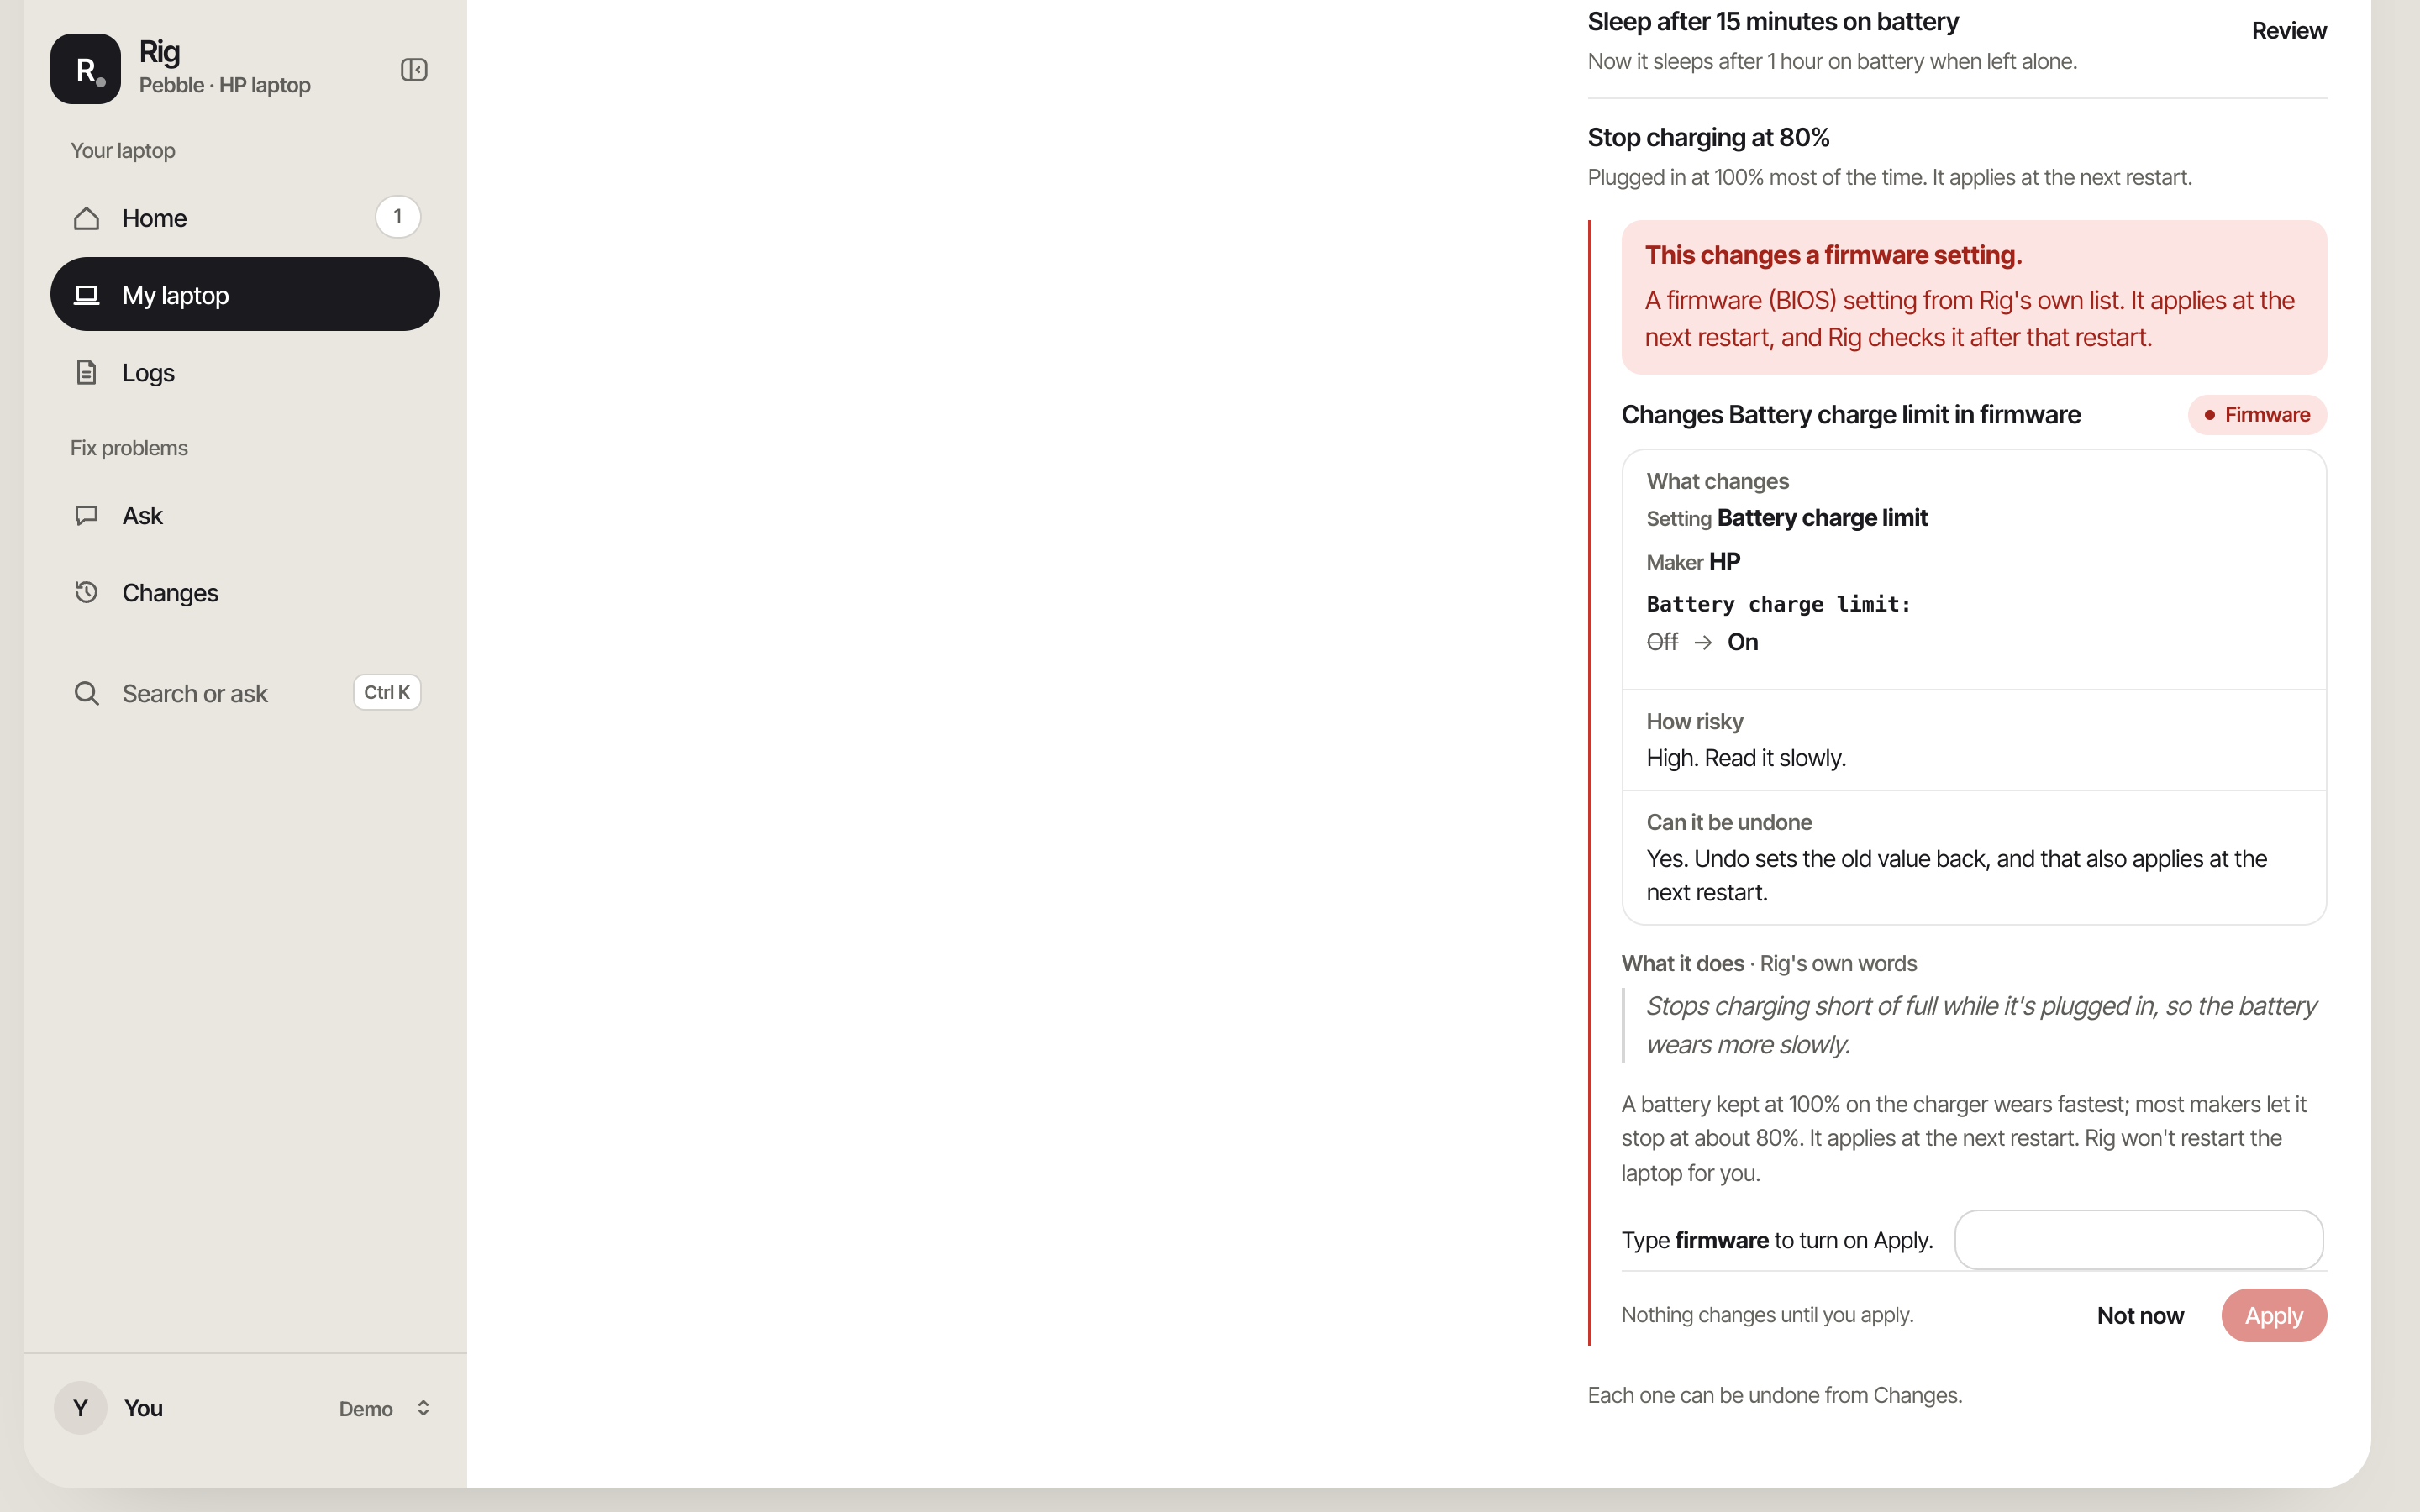 R.
Rig
Pebble · HP laptop
Your laptop
Home
1
My laptop
Logs
Fix problems
Ask
Changes
Search or ask
Ctrl K
Y
You
Demo
Sleep after 15 minutes on battery
Review
Now it sleeps after 1 hour on battery when left alone.
Stop charging at 80%
Plugged in at 100% most of the time. It applies at the next restart.
This changes a firmware setting.
A firmware (BIOS) setting from Rig's own list. It applies at the
next restart, and Rig checks it after that restart.
Changes Battery charge limit in firmware
Firmware
What changes
Setting Battery charge limit
Maker HP
Battery charge limit:
Off → On
How risky
High. Read it slowly.
Can it be undone
Yes. Undo sets the old value back, and that also applies at the
next restart.
What it does · Rig's own words
Stops charging short of full while it's plugged in, so the battery
wears more slowly.
A battery kept at 100% on the charger wears fastest; most makers let it
stop at about 80%. It applies at the next restart. Rig won't restart the
laptop for you.
Type firmware to turn on Apply.
Nothing changes until you apply.
Not now
Apply
Each one can be undone from Changes.